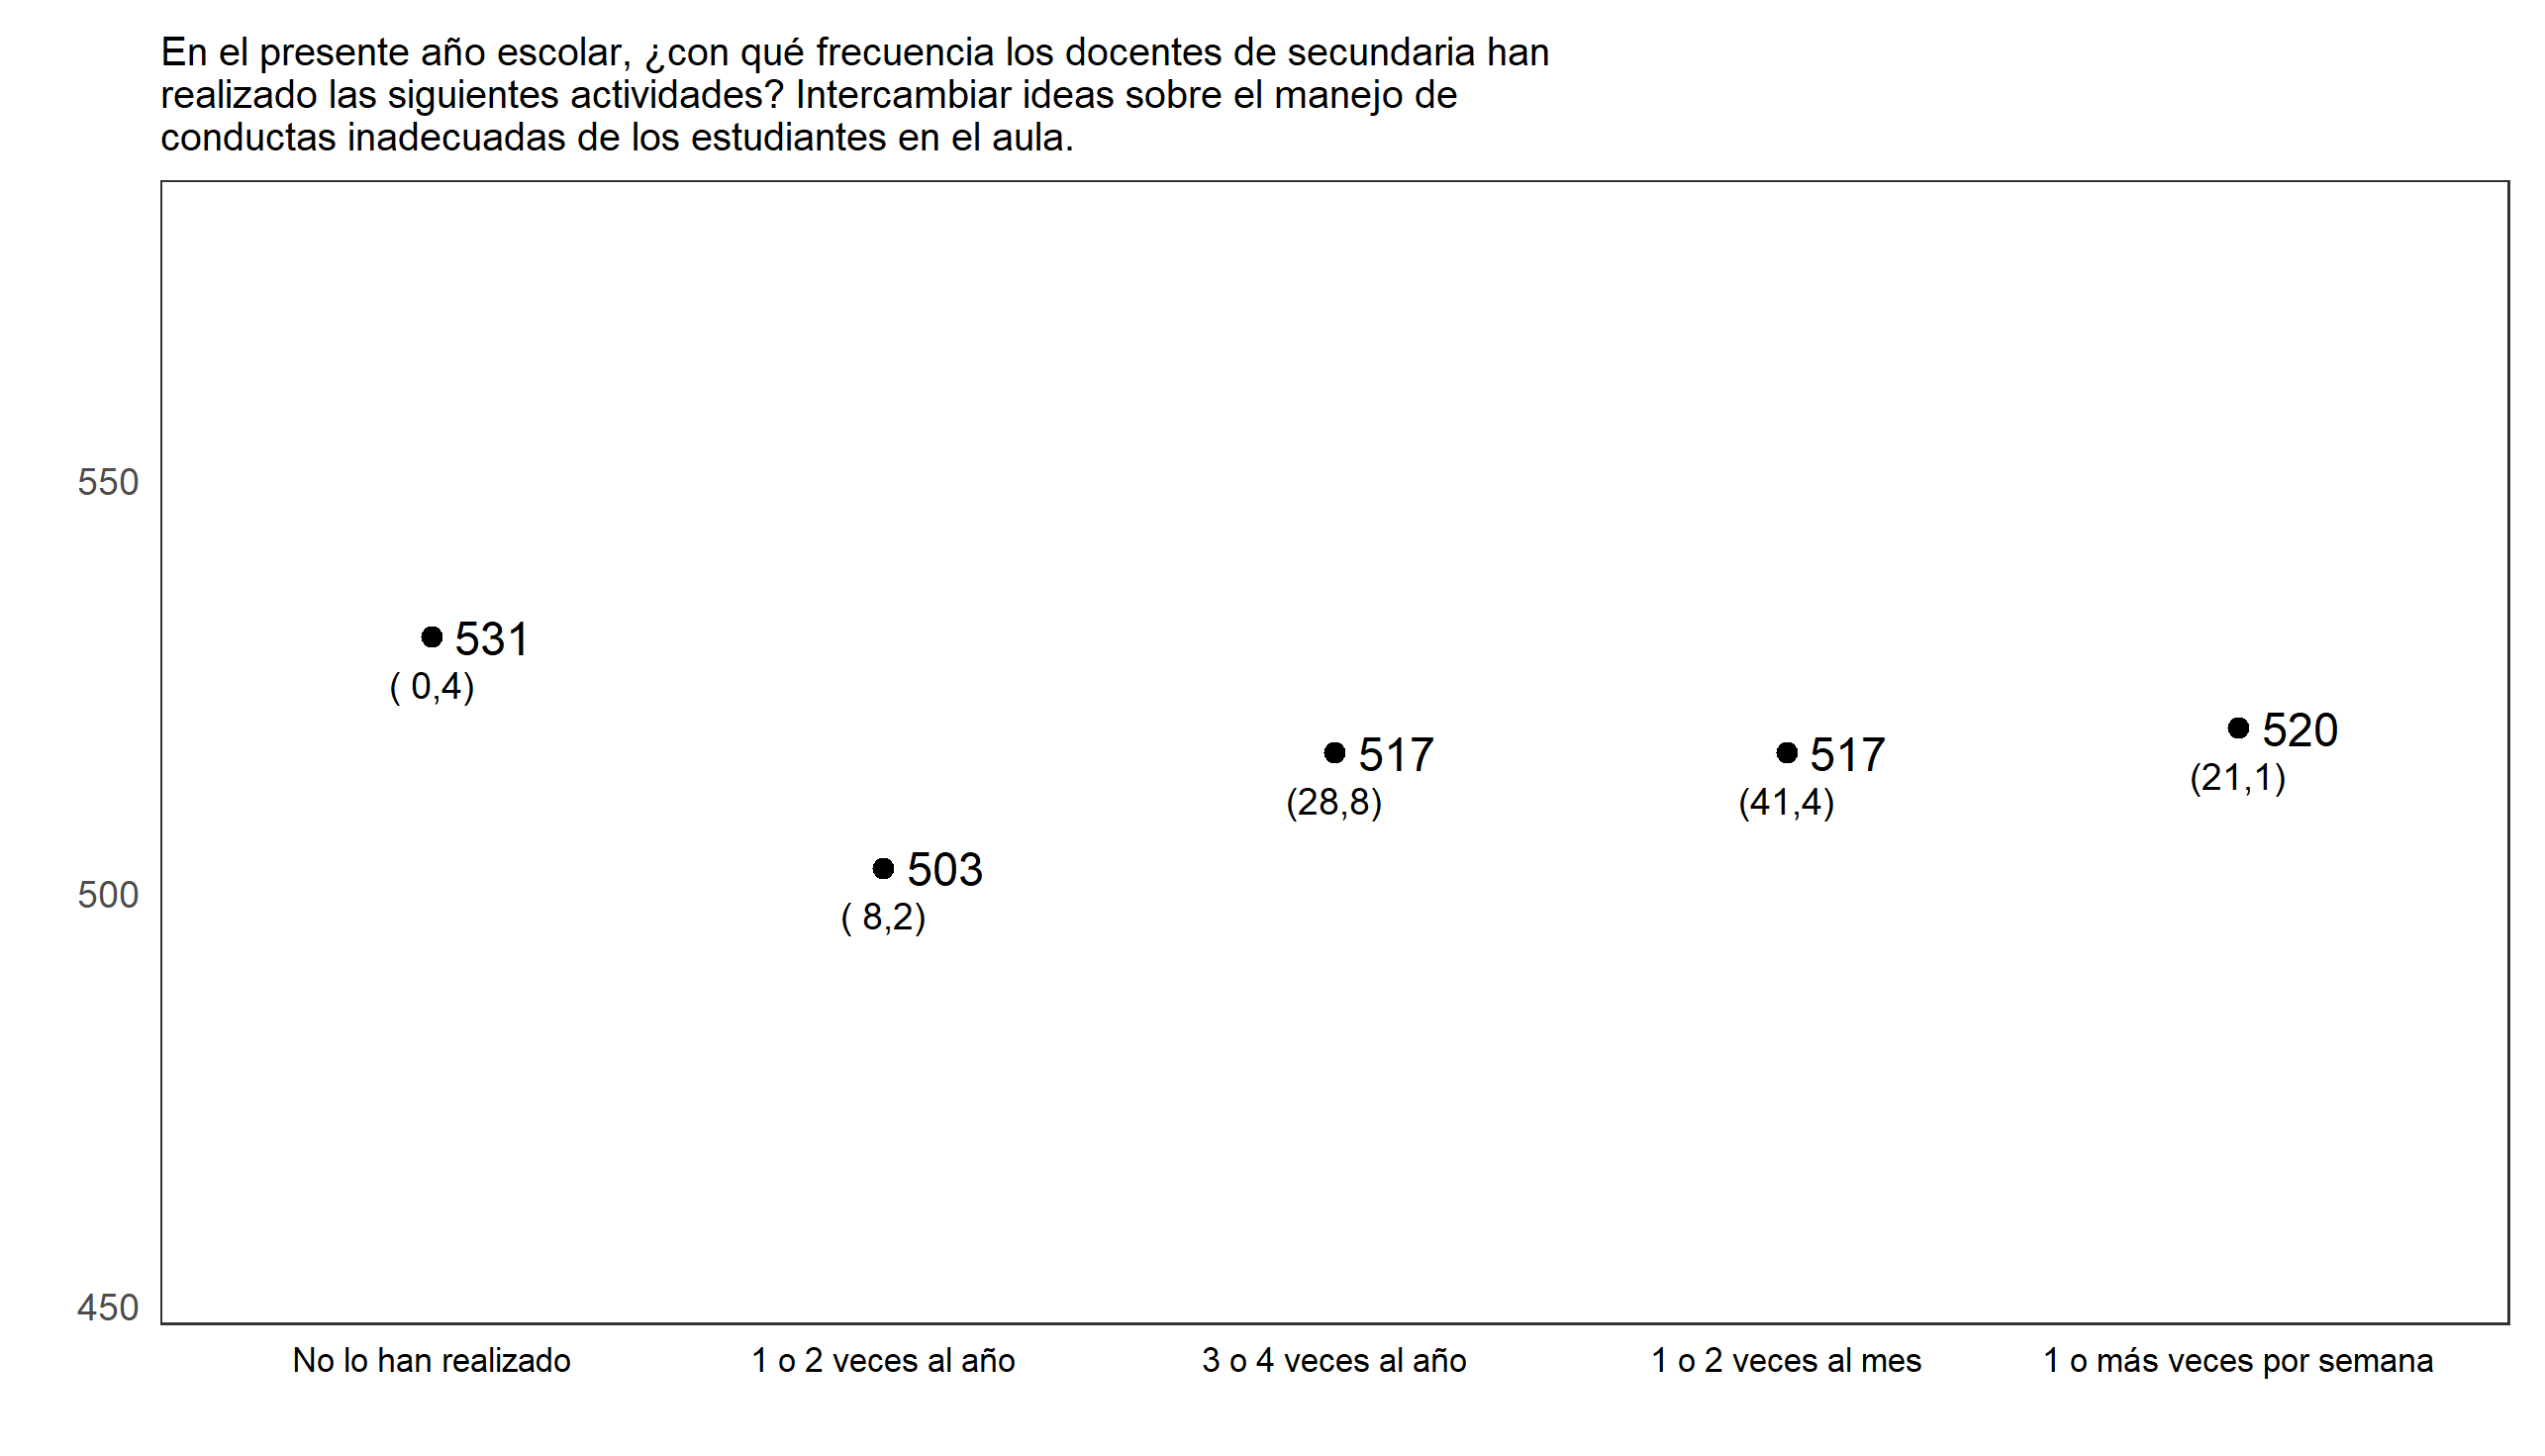 En el presente año escolar, ¿con qué frecuencia los docentes de secundaria han
realizado las siguientes actividades? Intercambiar ideas sobre el manejo de
conductas inadecuadas de los estudiantes en el aula.
550
531
( 0,4)
520
517
517
(21,1)
(28,8)
(41,4)
503
500
( 8,2)
450
No lo han realizado
1 o 2 veces al año
3 o 4 veces al año
1 o 2 veces al mes
1 o más veces por semana